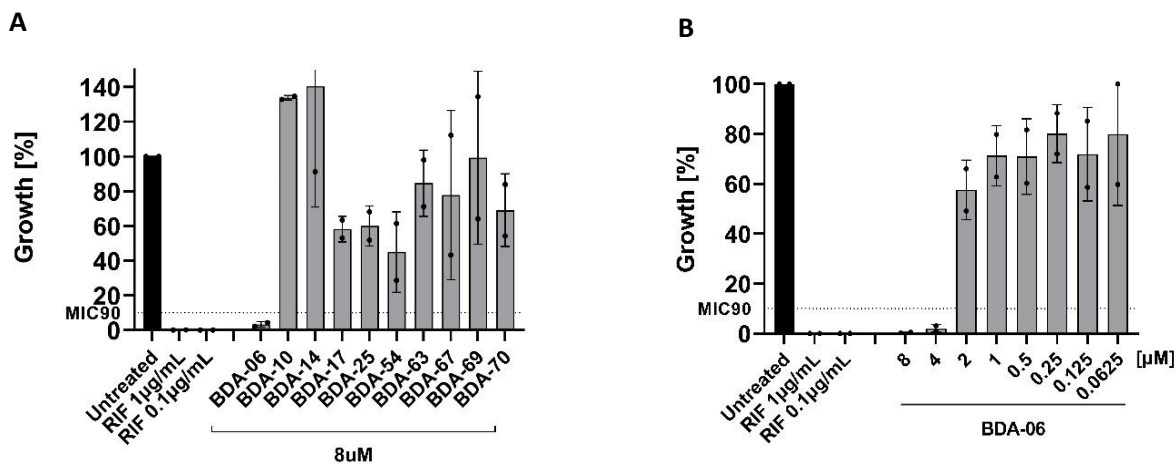 A
Growth [%]
140
120
100
80
60
40
20
0
MIC90
Untreated
RIF 1µg/mL
RIF 0.1µg/mL
BDA-06
BDA-10
BDA-14
BDA-17
BDA-25
BDA-54
BDA-63
BDA-67
BDA-69
BDA-70
8uM
B
Growth [%]
100
80
60
40
20
0
MIC90
Untreated
RIF 1µg/mL
RIF 0.1µg/mL
8
4
2
1
0.5
0.25
0.125
0.0625
[µM]
BDA-06